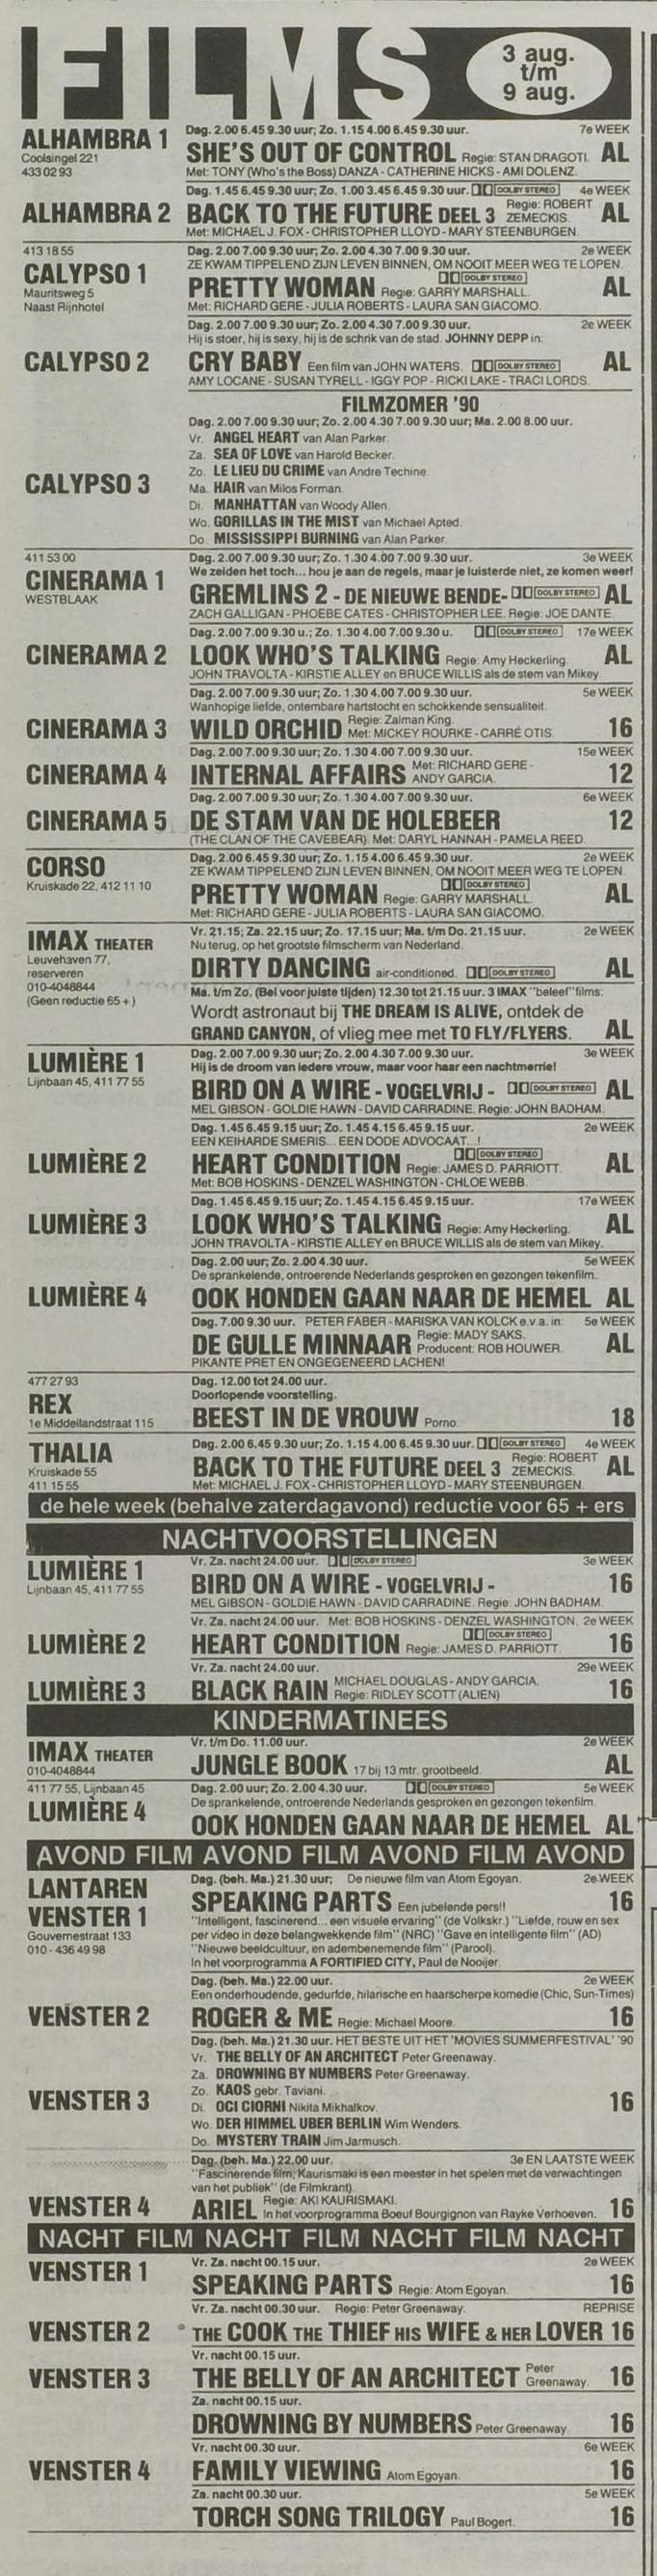 FILMS
3 aug.
t/m
9 aug.
ALHAMBRA 1
Coolsingel 221
433 02 93
Dag. 2.00 6.45 9.30 uur; Zo. 1.15 4.00 6.45 9.30 uur. 7e WEEK
SHE'S OUT OF CONTROL Regie: STAN DRAGOTI. AL
Met: TONY (Who's the Boss) DANZA - CATHERINE HICKS - AMI DOLENZ.
Dag. 1.45 6.45 9.30 uur; Zo. 1.00 3.45 6.45 9.30 uur. DOLBY STEREO 4e WEEK
ALHAMBRA 2 BACK TO THE FUTURE DEEL 3 Regie: ROBERT ZEMECKIS. AL
Met: MICHAEL J. FOX - CHRISTOPHER LLOYD - MARY STEENBURGEN.
413 18 55
CALYPSO 1
Mauritsweg 5
Naast Rijnhotel
Dag. 2.00 7.00 9.30 uur; Zo. 2.00 4.30 7.00 9.30 uur. 2e WEEK
ZE KWAM TIPPELEND ZIJN LEVEN BINNEN, OM NOOIT MEER WEG TE LOPEN.
DOLBY STEREO
PRETTY WOMAN Regie: GARRY MARSHALL. AL
Met: RICHARD GERE - JULIA ROBERTS - LAURA SAN GIACOMO.
Dag. 2.00 7.00 9.30 uur; Zo. 2.00 4.30 7.00 9.30 uur. 2e WEEK
Hij is stoer, hij is sexy, hij is de schrik van de stad. JOHNNY DEPP in:
CALYPSO 2 CRY BABY Een film van JOHN WATERS. DOLBY STEREO AL
AMY LOCANE - SUSAN TYRELL - IGGY POP - RICKI LAKE - TRACI LORDS.
FILMZOMER '90
Dag. 2.00 7.00 9.30 uur; Zo. 2.00 4.30 7.00 9.30 uur; Ma. 2.00 8.00 uur.
CALYPSO 3
Vr. ANGEL HEART van Alan Parker.
Za. SEA OF LOVE van Harold Becker.
Zo. LE LIEU DU CRIME van Andre Techine.
Ma. HAIR van Milos Forman.
Di. MANHATTAN van Woody Allen.
Wo. GORILLAS IN THE MIST van Michael Apted.
Do. MISSISSIPPI BURNING van Alan Parker.
411 53 00
CINERAMA 1
WESTBLAAK
Dag. 2.00 7.00 9.30 uur; Zo. 1.30 4.00 7.00 9.30 uur. 3e WEEK
We zeiden het toch... hou je aan de regels, maar je luisterde niet, ze komen weer!
GREMLINS 2 - DE NIEUWE BENDE- DOLBY STEREO AL
ZACH GALLIGAN - PHOEBE CATES - CHRISTOPHER LEE. Regie: JOE DANTE.
Dag. 2.00 7.00 9.30 u.; Zo. 1.30 4.00 7.00 9.30 u. DOLBY STEREO 17e WEEK
CINERAMA 2 LOOK WHO'S TALKING Regie: Amy Heckerling. AL
JOHN TRAVOLTA - KIRSTIE ALLEY en BRUCE WILLIS als de stem van Mikey.
Dag. 2.00 7.00 9.30 uur; Zo. 1.30 4.00 7.00 9.30 uur. 5e WEEK
Wanhopige liefde, ontembare hartstocht en schokkende sensualiteit.
CINERAMA 3 WILD ORCHID Regie: Zalman King. Met: MICKEY ROURKE - CARRÉ OTIS. 16
Dag. 2.00 7.00 9.30 uur; Zo. 1.30 4.00 7.00 9.30 uur. 15e WEEK
CINERAMA 4 INTERNAL AFFAIRS Met: RICHARD GERE - ANDY GARCIA. 12
Dag. 2.00 7.00 9.30 uur; Zo. 1.30 4.00 7.00 9.30 uur. 6e WEEK
CINERAMA 5 DE STAM VAN DE HOLEBEER 12
(THE CLAN OF THE CAVEBEAR). Met: DARYL HANNAH - PAMELA REED.
CORSO
Kruiskade 22, 412 11 10
Dag. 2.00 6.45 9.30 uur; Zo. 1.15 4.00 6.45 9.30 uur. 2e WEEK
ZE KWAM TIPPELEND ZIJN LEVEN BINNEN, OM NOOIT MEER WEG TE LOPEN.
DOLBY STEREO
PRETTY WOMAN Regie: GARRY MARSHALL. AL
Met: RICHARD GERE - JULIA ROBERTS - LAURA SAN GIACOMO.
IMAX THEATER
Leuvehaven 77,
reserveren
010-4048844
(Geen reductie 65 +)
Vr. 21.15; Za. 22.15 uur; Zo. 17.15 uur; Ma. t/m Do. 21.15 uur. 2e WEEK
Nu terug, op het grootste filmscherm van Nederland.
DIRTY DANCING air-conditioned. DOLBY STEREO AL
Ma. t/m Zo. (Bel voor juiste tijden) 12.30 tot 21.15 uur. 3 IMAX "beleef"films:
Wordt astronaut bij THE DREAM IS ALIVE, ontdek de
GRAND CANYON, of vlieg mee met TO FLY/FLYERS. AL
LUMIÈRE 1
Lijnbaan 45, 411 77 55
Dag. 2.00 7.00 9.30 uur; Zo. 2.00 4.30 7.00 9.30 uur. 3e WEEK
Hij is de droom van iedere vrouw, maar voor haar een nachtmerrie!
BIRD ON A WIRE - VOGELVRIJ - DOLBY STEREO AL
MEL GIBSON - GOLDIE HAWN - DAVID CARRADINE. Regie: JOHN BADHAM.
Dag. 1.45 6.45 9.15 uur; Zo. 1.45 4.15 6.45 9.15 uur. 2e WEEK
EEN KEIHARDE SMERIS... EEN DODE ADVOCAAT...!
DOLBY STEREO
LUMIÈRE 2 HEART CONDITION Regie: JAMES D. PARRIOTT. AL
Met: BOB HOSKINS - DENZEL WASHINGTON - CHLOE WEBB.
Dag. 1.45 6.45 9.15 uur; Zo. 1.45 4.15 6.45 9.15 uur. 17e WEEK
LUMIÈRE 3 LOOK WHO'S TALKING Regie: Amy Heckerling. AL
JOHN TRAVOLTA - KIRSTIE ALLEY en BRUCE WILLIS als de stem van Mikey.
Dag. 2.00 uur; Zo. 2.00 4.30 uur. 5e WEEK
De sprankelende, ontroerende Nederlands gesproken en gezongen tekenfilm.
LUMIÈRE 4 OOK HONDEN GAAN NAAR DE HEMEL AL
Dag. 7.00 9.30 uur. PETER FABER - MARISKA VAN KOLCK e.v.a. in: 5e WEEK
DE GULLE MINNAAR Regie: MADY SAKS. Producent: ROB HOUWER. AL
PIKANTE PRET EN ONGEGENEERD LACHEN!
477 27 93
REX
1e Middellandstraat 115
Dag. 12.00 tot 24.00 uur.
Doorlopende voorstelling.
BEEST IN DE VROUW Porno. 18
THALIA
Kruiskade 55
411 15 55
Dag. 2.00 6.45 9.30 uur; Zo. 1.15 4.00 6.45 9.30 uur. DOLBY STEREO 4e WEEK
BACK TO THE FUTURE DEEL 3 Regie: ROBERT ZEMECKIS. AL
Met: MICHAEL J. FOX - CHRISTOPHER LLOYD - MARY STEENBURGEN.
de hele week (behalve zaterdagavond) reductie voor 65 + ers
NACHTVOORSTELLINGEN
LUMIÈRE 1
Lijnbaan 45, 411 77 55
Vr. Za. nacht 24.00 uur. DOLBY STEREO 3e WEEK
BIRD ON A WIRE - VOGELVRIJ - 16
MEL GIBSON - GOLDIE HAWN - DAVID CARRADINE. Regie: JOHN BADHAM.
Vr. Za. nacht 24.00 uur. Met: BOB HOSKINS - DENZEL WASHINGTON. 2e WEEK
DOLBY STEREO
LUMIÈRE 2 HEART CONDITION Regie: JAMES D. PARRIOTT. 16
Vr. Za. nacht 24.00 uur. 29e WEEK
LUMIÈRE 3 BLACK RAIN MICHAEL DOUGLAS - ANDY GARCIA. Regie: RIDLEY SCOTT (ALIEN) 16
KINDERMATINEES
IMAX THEATER
010-4048844
Vr. t/m Do. 11.00 uur. 2e WEEK
JUNGLE BOOK 17 bij 13 mtr. grootbeeld. AL
411 77 55, Lijnbaan 45
Dag. 2.00 uur; Zo. 2.00 4.30 uur. DOLBY STEREO 5e WEEK
De sprankelende, ontroerende Nederlands gesproken en gezongen tekenfilm.
LUMIÈRE 4 OOK HONDEN GAAN NAAR DE HEMEL AL
AVOND FILM AVOND FILM AVOND FILM AVOND
LANTAREN
VENSTER 1
Gouvernestraat 133
010 - 436 49 98
Dag. (beh. Ma.) 21.30 uur; De nieuwe film van Atom Egoyan. 2e WEEK
SPEAKING PARTS Een jubelende pers!! 16
"Intelligent, fascinerend... een visuele ervaring" (de Volkskr.) "Liefde, rouw en sex
per video in deze belangwekkende film" (NRC) "Gave en intelligente film" (AD)
"Nieuwe beeldcultuur, en adembenemende film" (Parool).
In het voorprogramma A FORTIFIED CITY, Paul de Nooijer.
Dag. (beh. Ma.) 22.00 uur. 2e WEEK
Een onderhoudende, gedurfde, hilarische en haarscherpe komedie (Chic, Sun-Times)
VENSTER 2 ROGER & ME Regie: Michael Moore. 16
Dag. (beh. Ma.) 21.30 uur. HET BESTE UIT HET 'MOVIES SUMMERFESTIVAL' '90
VENSTER 3 16
Vr. THE BELLY OF AN ARCHITECT Peter Greenaway.
Za. DROWNING BY NUMBERS Peter Greenaway.
Zo. KAOS gebr. Taviani.
Di. OCI CIORNI Nikita Mikhalkov.
Wo. DER HIMMEL UBER BERLIN Wim Wenders.
Do. MYSTERY TRAIN Jim Jarmusch.
Dag. (beh. Ma.) 22.00 uur. 3e EN LAATSTE WEEK
"Fascinerende film, Kaurismaki is een meester in het spelen met de verwachtingen
van het publiek" (de Filmkrant).
VENSTER 4 ARIEL Regie: AKI KAURISMAKI. In het voorprogramma Boeuf Bourgignon van Rayke Verhoeven. 16
NACHT FILM NACHT FILM NACHT FILM NACHT
Vr. Za. nacht 00.15 uur. 2e WEEK
VENSTER 1 SPEAKING PARTS Regie: Atom Egoyan. 16
Vr. Za. nacht 00.30 uur. Regie: Peter Greenaway. REPRISE
VENSTER 2 THE COOK THE THIEF HIS WIFE & HER LOVER 16
Vr. nacht 00.15 uur.
VENSTER 3 THE BELLY OF AN ARCHITECT Peter Greenaway. 16
Za. nacht 00.15 uur.
DROWNING BY NUMBERS Peter Greenaway. 16
Vr. nacht 00.30 uur. 6e WEEK
VENSTER 4 FAMILY VIEWING Atom Egoyan. 16
Za. nacht 00.30 uur. 5e WEEK
TORCH SONG TRILOGY Paul Bogert. 16